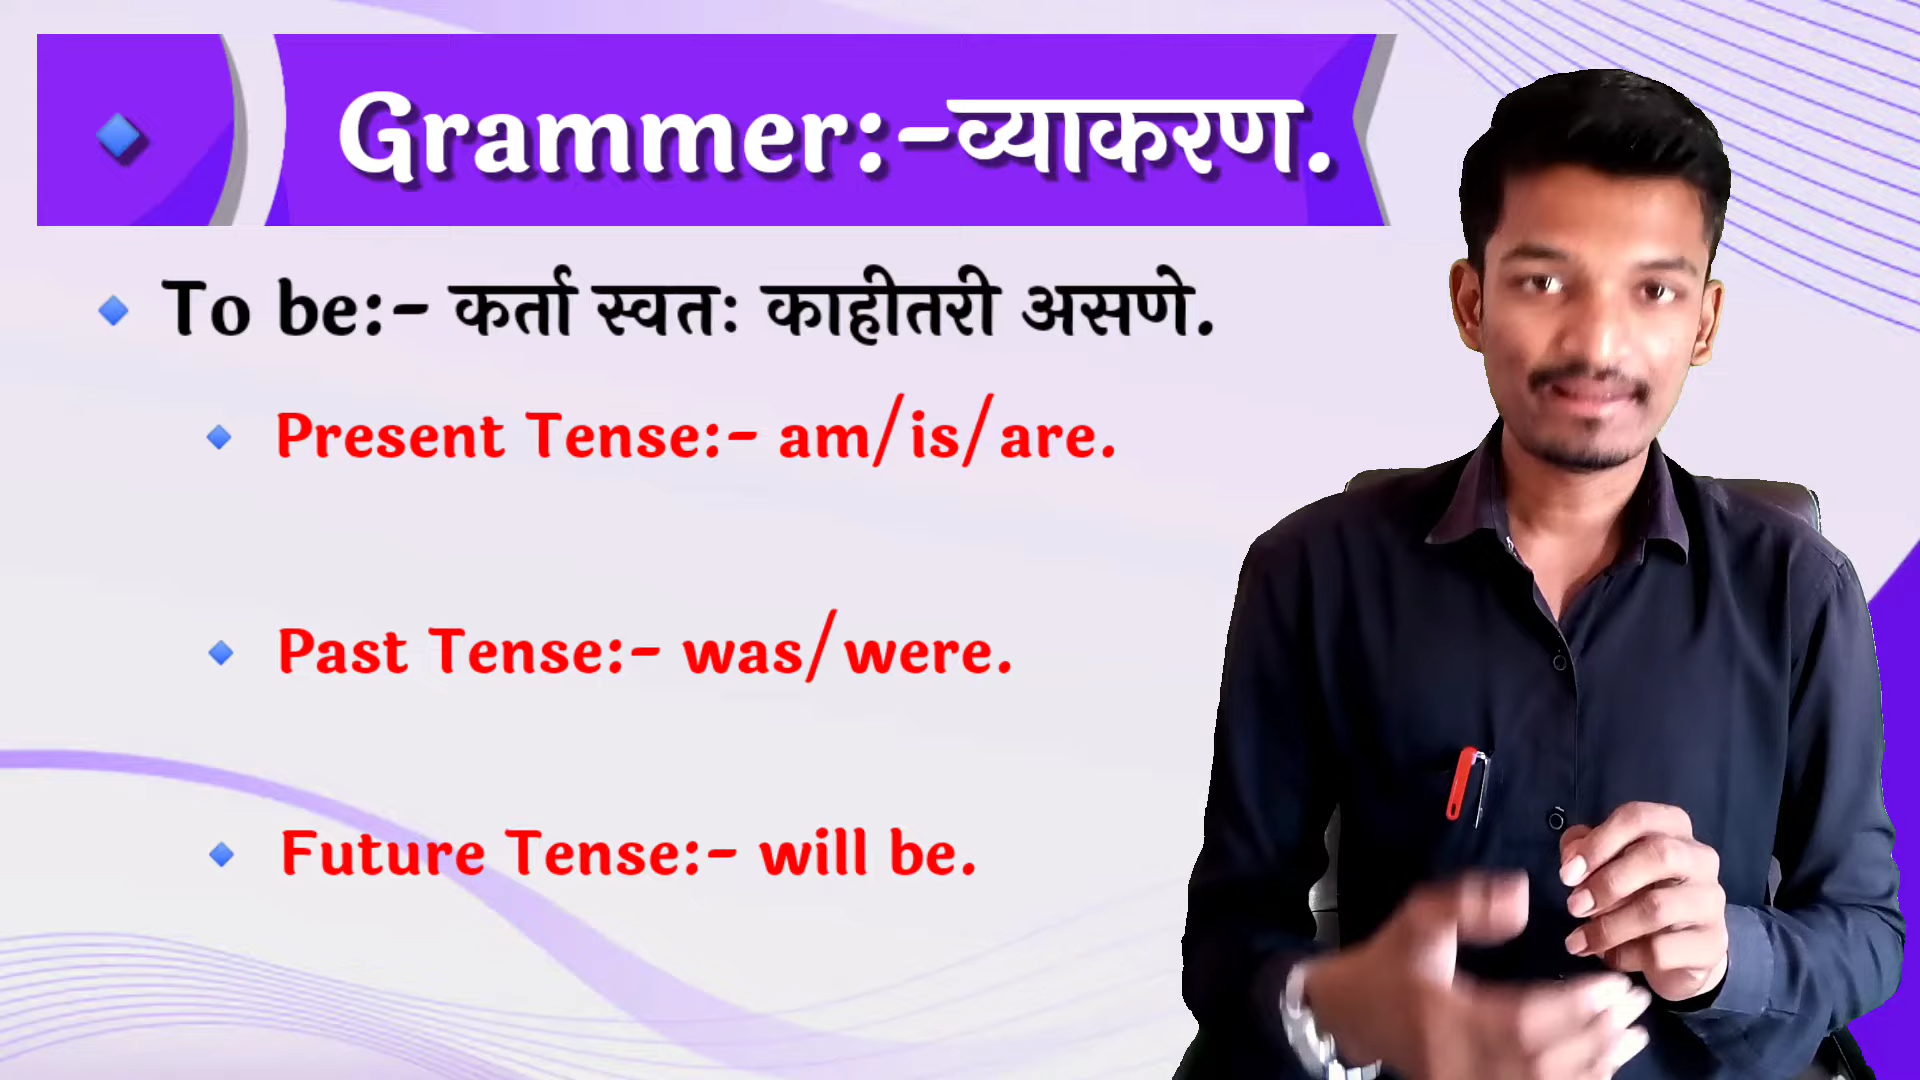 Grammer:-व्याकरण.
To be:- कर्ता स्वतः काहीतरी असणे.
Present Tense:- am/is/are.
Past Tense:- was/were.
Future Tense:- will be.